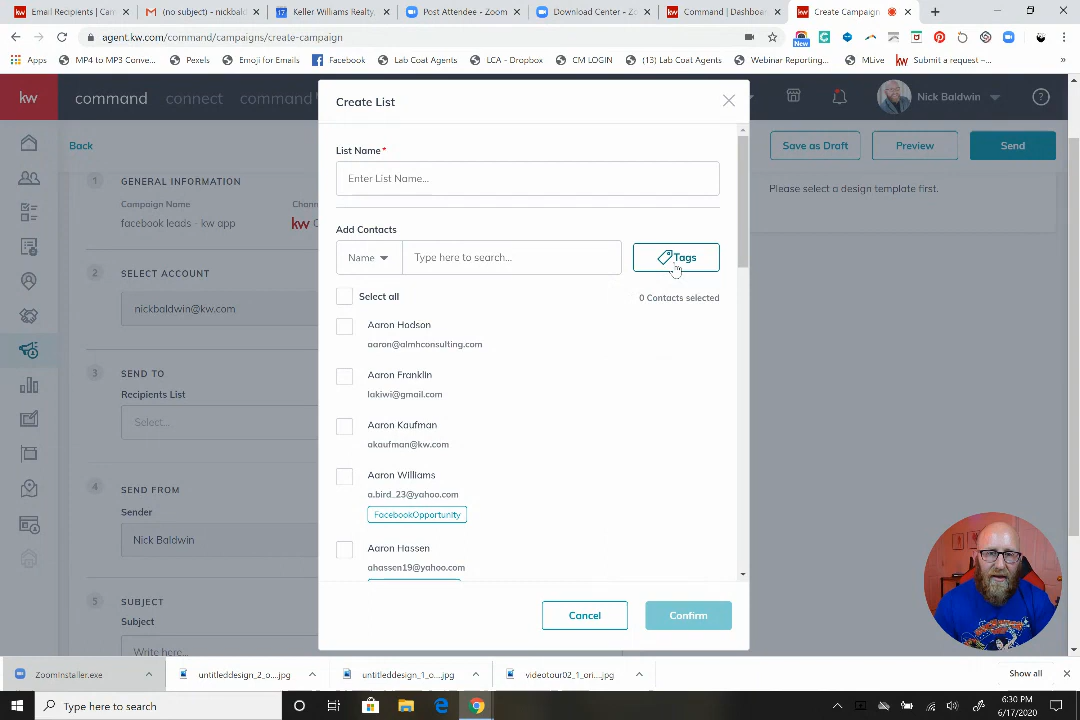 Email Recipients | Cam
(no subject) - nickbald
Keller Williams Realty,
Post Attendee - Zoom
Download Center - Zo
Command | Dashboar
Create Campaign
agent.kw.com/command/campaigns/create-campaign
New
Apps
MP4 to MP3 Conve...
Pexels
Emoji for Emails
Facebook
Lab Coat Agents
LCA - Dropbox
CM LOGIN
(13) Lab Coat Agents
Webinar Reporting...
MLive
Submit a request –...
kw
command
connect
command
Nick Baldwin
Create List
Back
Save as Draft
Preview
Send
List Name*
Enter List Name...
1
GENERAL INFORMATION
Please select a design template first.
Campaign Name
Chann
facebook leads - kw app
kw
Add Contacts
Name
Type here to search...
Tags
2
SELECT ACCOUNT
Select all
0 Contacts selected
nickbaldwin@kw.com
Aaron Hodson
aaron@almhconsulting.com
3
SEND TO
Recipients List
Select...
Aaron Franklin
lakiwi@gmail.com
Aaron Kaufman
akaufman@kw.com
4
SEND FROM
Sender
Nick Baldwin
Aaron Williams
o.bird_23@yahoo.com
FacebookOpportunity
Aaron Hassen
ahassen19@yahoo.com
5
SUBJECT
Subject
Write here...
Cancel
Confirm
ZoomInstaller.exe
untitleddesign_2_o....jpg
untitleddesign_1_o....jpg
videotour02_1_ori....jpg
Show all
Type here to search
6:30 PM
6/17/2020